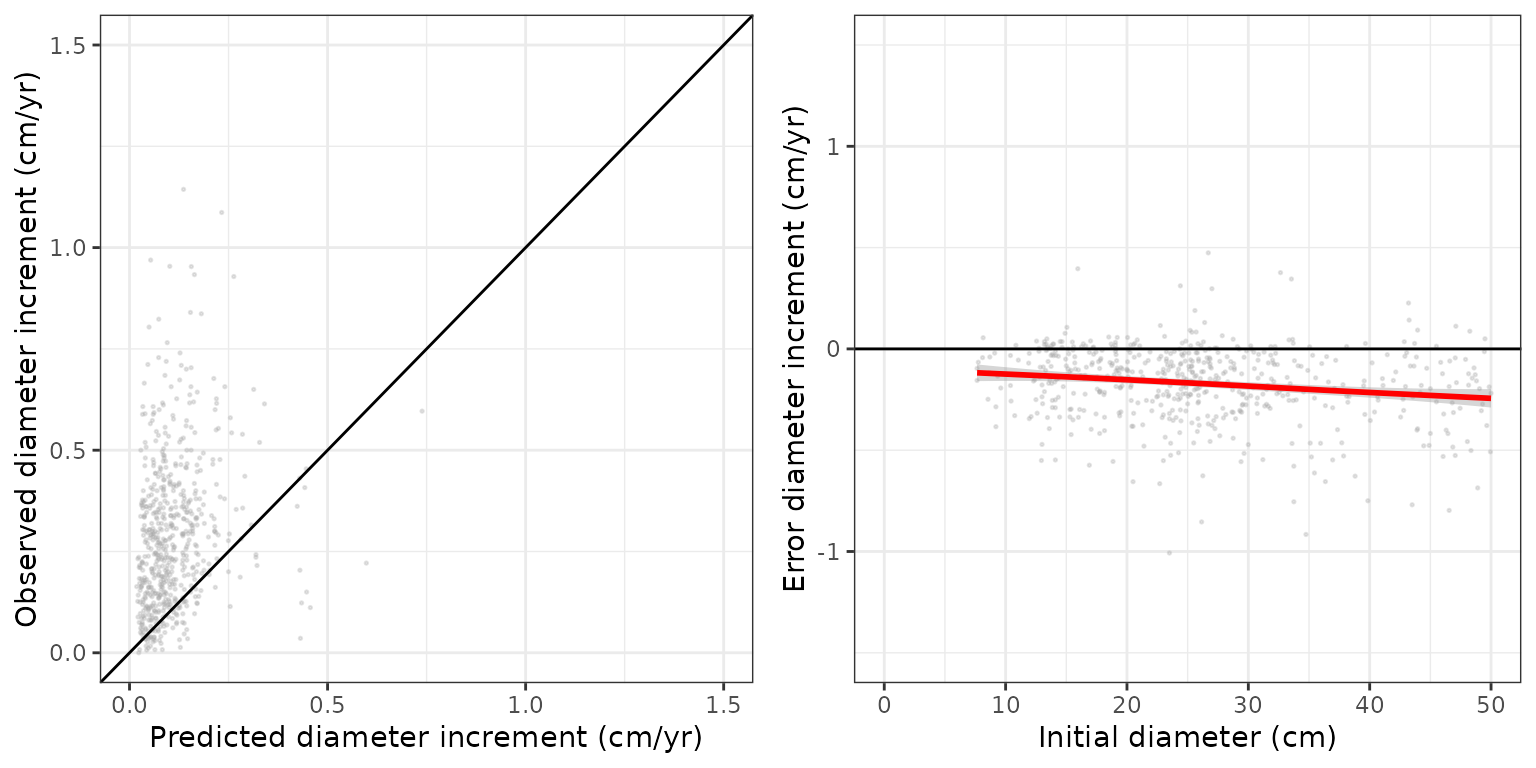 Observed diameter increment (cm/yr)
1.5
1.0
0.5
0.0
0.0 0.5 1.0 1.5
Predicted diameter increment (cm/yr)
Error diameter increment (cm/yr)
1
0
-1
0 10 20 30 40 50
Initial diameter (cm)